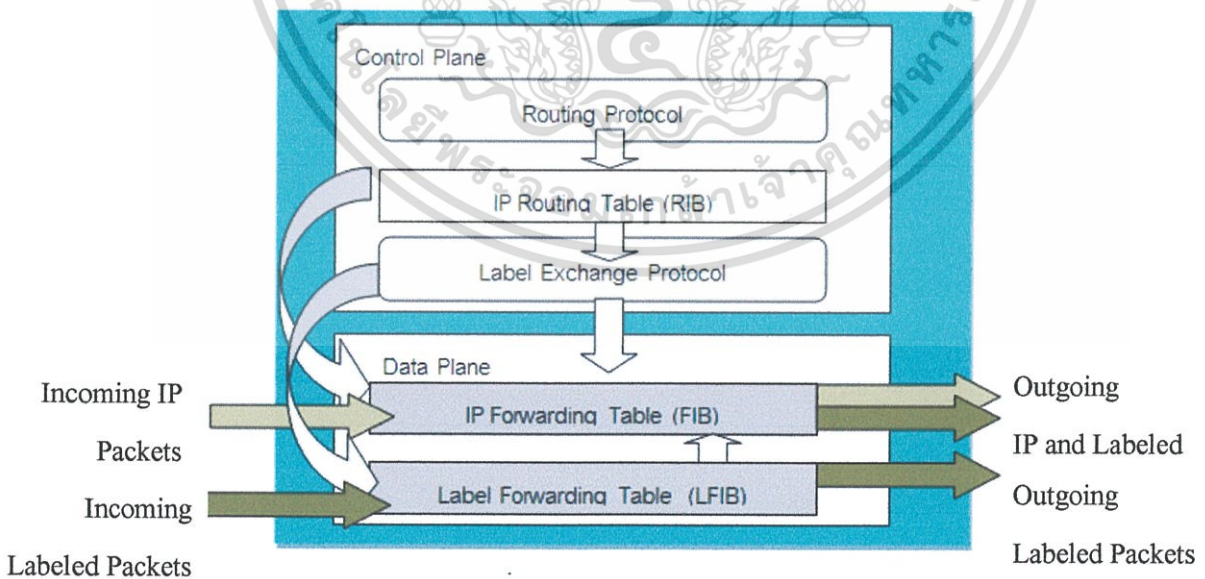 Control Plane
Routing Protocol
IP Routing Table (RIB)
Label Exchange Protocol
Data Plane
Incoming IP
Packets
IP Forwarding Table (FIB)
Outgoing
IP and Labeled
Incoming
Labeled Packets
Label Forwarding Table (LFIB)
Outgoing
Labeled Packets